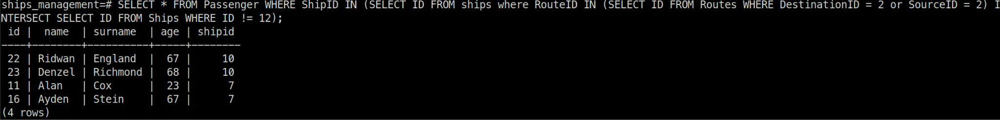 ships_management=# SELECT * FROM Passenger WHERE ShipID IN (SELECT ID FROM ships where RouteID IN (SELECT ID FROM Routes WHERE DestinationID = 2 or SourceID = 2) I
NTERSECT SELECT ID FROM Ships WHERE ID != 12);
 id |  name  | surname  | age | shipid
----+--------+----------+-----+--------
 22 | Ridwan | England  |  67 |     10
 23 | Denzel | Richmond |  68 |     10
 11 | Alan   | Cox      |  23 |      7
 16 | Ayden  | Stein    |  67 |      7
(4 rows)